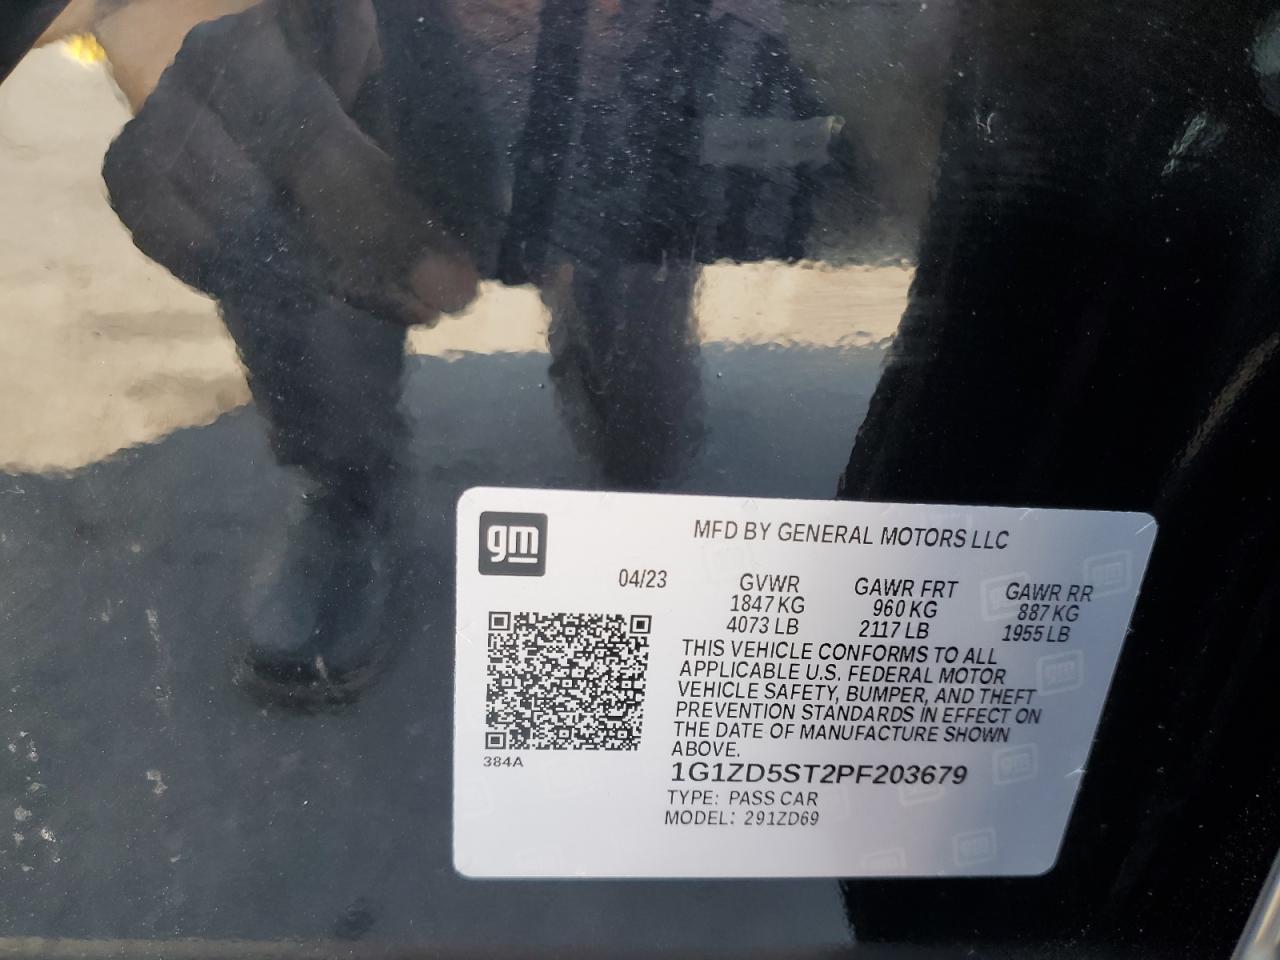 gm
MFD BY GENERAL MOTORS LLC
04/23
GVWR
1847 KG
4073 LB
GAWR FRT
960 KG
2117 LB
GAWR RR
887 KG
1955 LB
THIS VEHICLE CONFORMS TO ALL
APPLICABLE U.S. FEDERAL MOTOR
VEHICLE SAFETY, BUMPER, AND THEFT
PREVENTION STANDARDS IN EFFECT ON
THE DATE OF MANUFACTURE SHOWN
ABOVE.
384A
1G1ZD5ST2PF203679
TYPE: PASS CAR
MODEL: 291ZD69